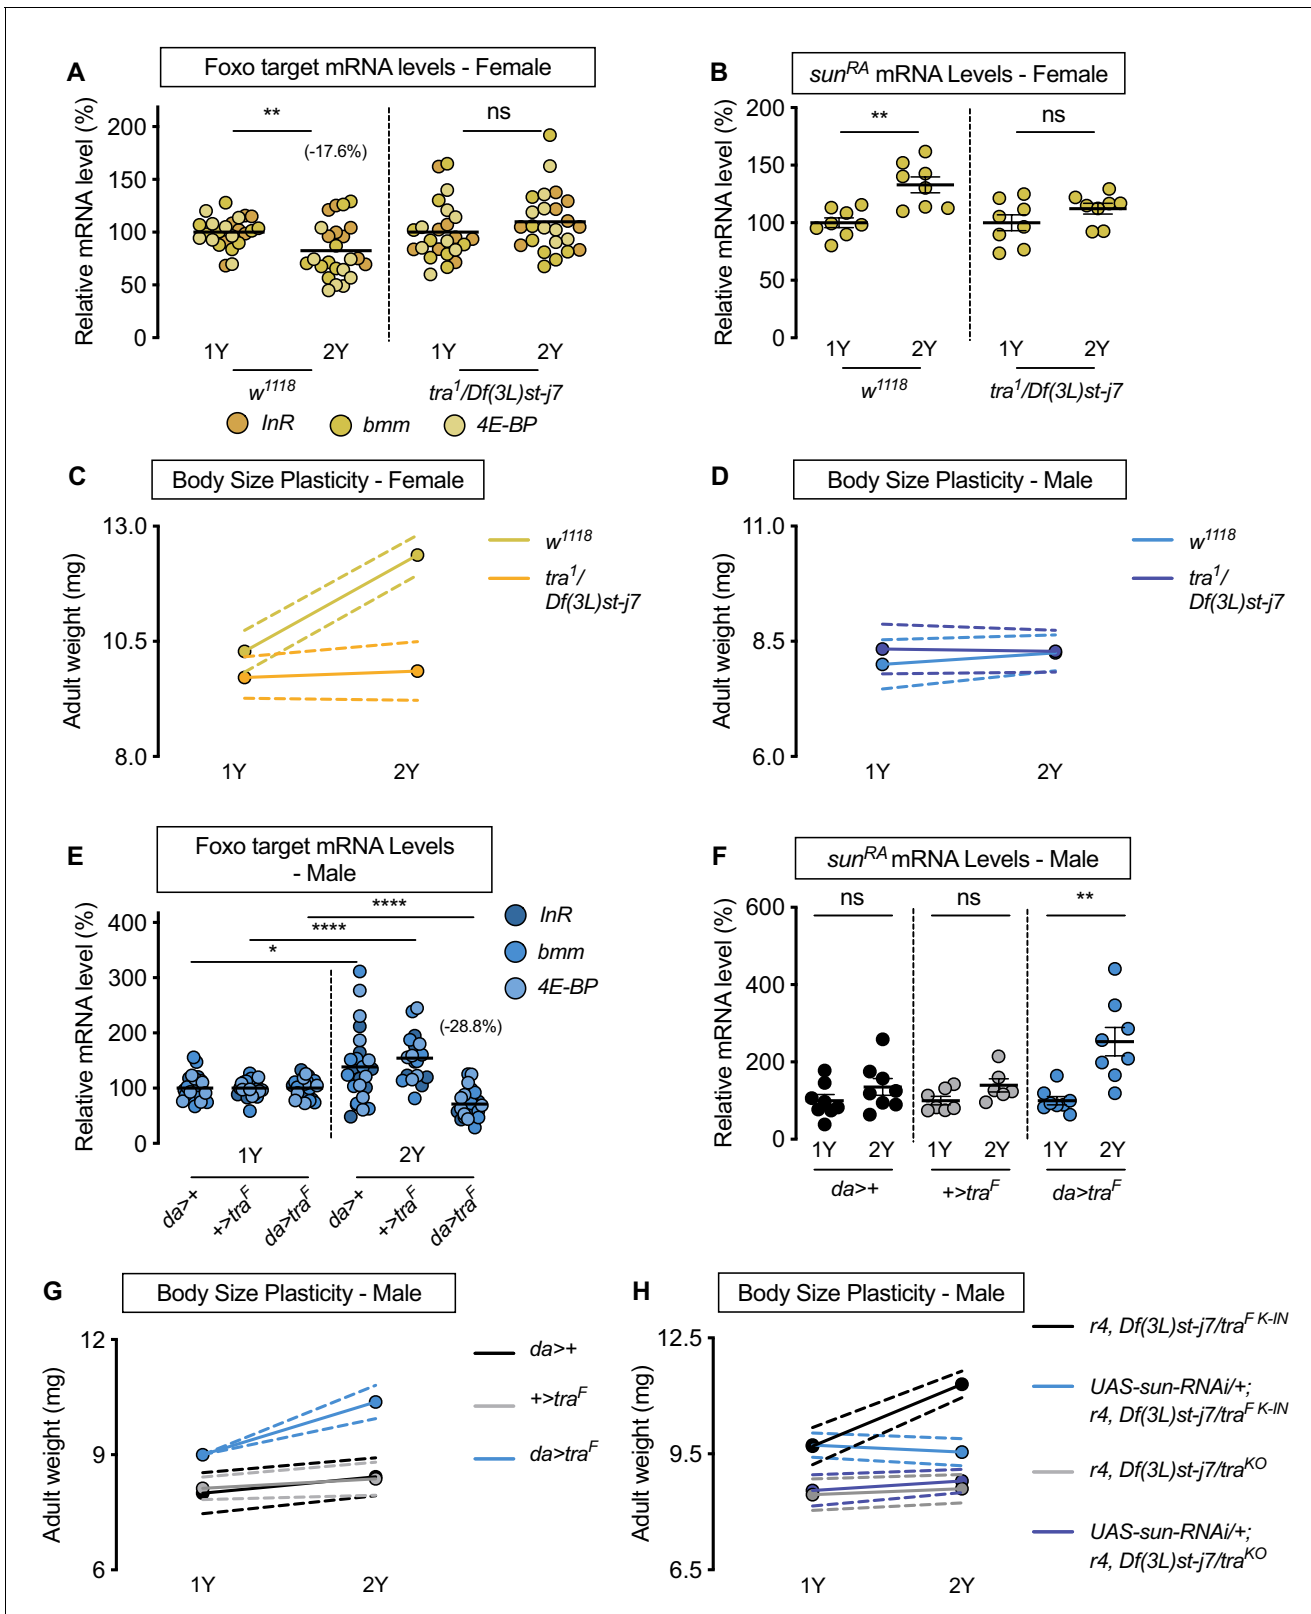 A
Foxo target mRNA levels - Female
Relative mRNA level (%)
200
150
100
50
0
**
(-17.6%)
ns
1Y 2Y 1Y 2Y
w1118
tra1/Df(3L)st-j7
InR bmm 4E-BP
B
sunRA mRNA Levels - Female
Relative mRNA level (%)
200
150
100
50
0
**
ns
1Y 2Y 1Y 2Y
w1118
tra1/Df(3L)st-j7
C
Body Size Plasticity - Female
Adult weight (mg)
13.0
10.5
8.0
1Y 2Y
w1118
tra1/
Df(3L)st-j7
D
Body Size Plasticity - Male
Adult weight (mg)
11.0
8.5
6.0
1Y 2Y
w1118
tra1/
Df(3L)st-j7
E
Foxo target mRNA Levels
- Male
Relative mRNA level (%)
400
300
200
100
0
****
****
*
(-28.8%)
InR
bmm
4E-BP
1Y 2Y
da>+ +>traF da>traF da>+ +>traF da>traF
F
sunRA mRNA Levels - Male
Relative mRNA level (%)
600
400
200
0
ns
ns
**
1Y 2Y 1Y 2Y 1Y 2Y
da>+ +>traF da>traF
G
Body Size Plasticity - Male
Adult weight (mg)
12
9
6
1Y 2Y
da>+
+>traF
da>traF
H
Body Size Plasticity - Male
Adult weight (mg)
12.5
9.5
6.5
1Y 2Y
r4, Df(3L)st-j7/traF K-IN
UAS-sun-RNAi/+;
r4, Df(3L)st-j7/traF K-IN
r4, Df(3L)st-j7/traKO
UAS-sun-RNAi/+;
r4, Df(3L)st-j7/traKO